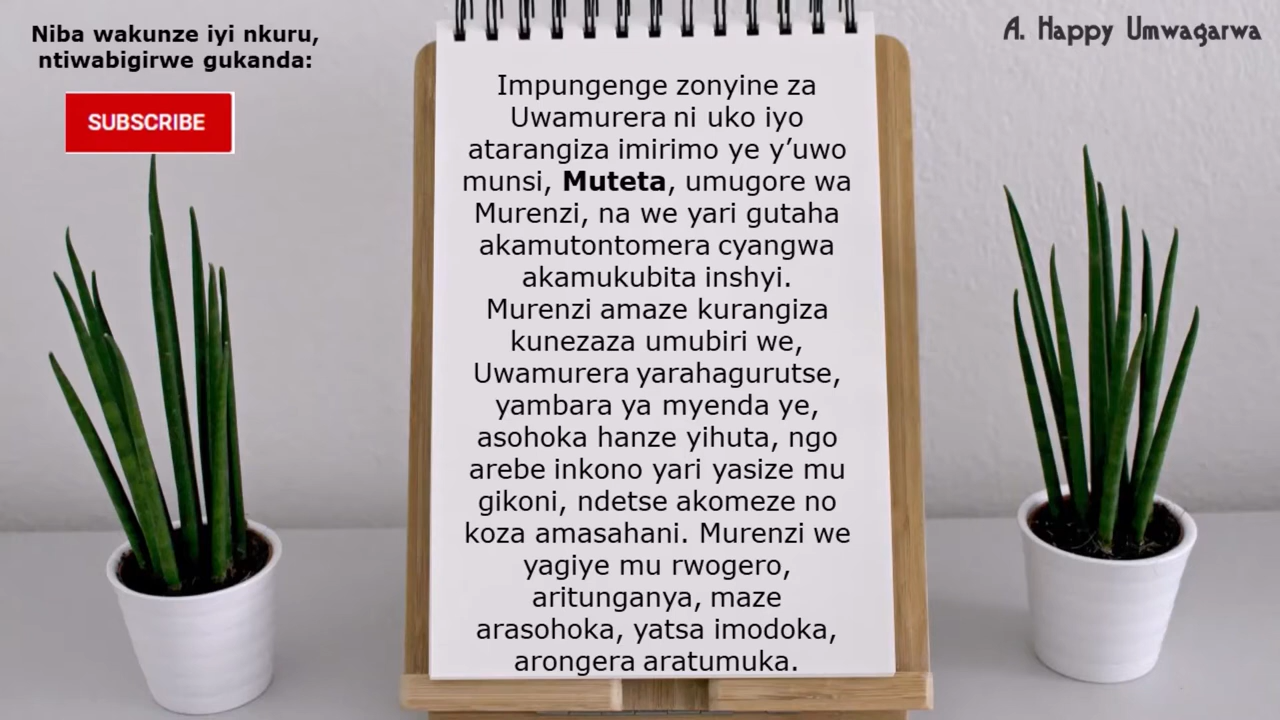 Niba wakunze iyi nkuru,
ntiwabigirwe gukanda:
SUBSCRIBE
A. Happy Umwagarwa
Impungenge zonyine za
Uwamurera ni uko iyo
atarangiza imirimo ye y’uwo
munsi, Muteta, umugore wa
Murenzi, na we yari gutaha
akamutontomera cyangwa
akamukubita inshyi.
Murenzi amaze kurangiza
kunezaza umubiri we,
Uwamurera yarahagurutse,
yambara ya myenda ye,
asohoka hanze yihuta, ngo
arebe inkono yari yasize mu
gikoni, ndetse akomeze no
koza amasahani. Murenzi we
yagiye mu rwogero,
aritunganya, maze
arasohoka, yatsa imodoka,
arongera aratumuka.